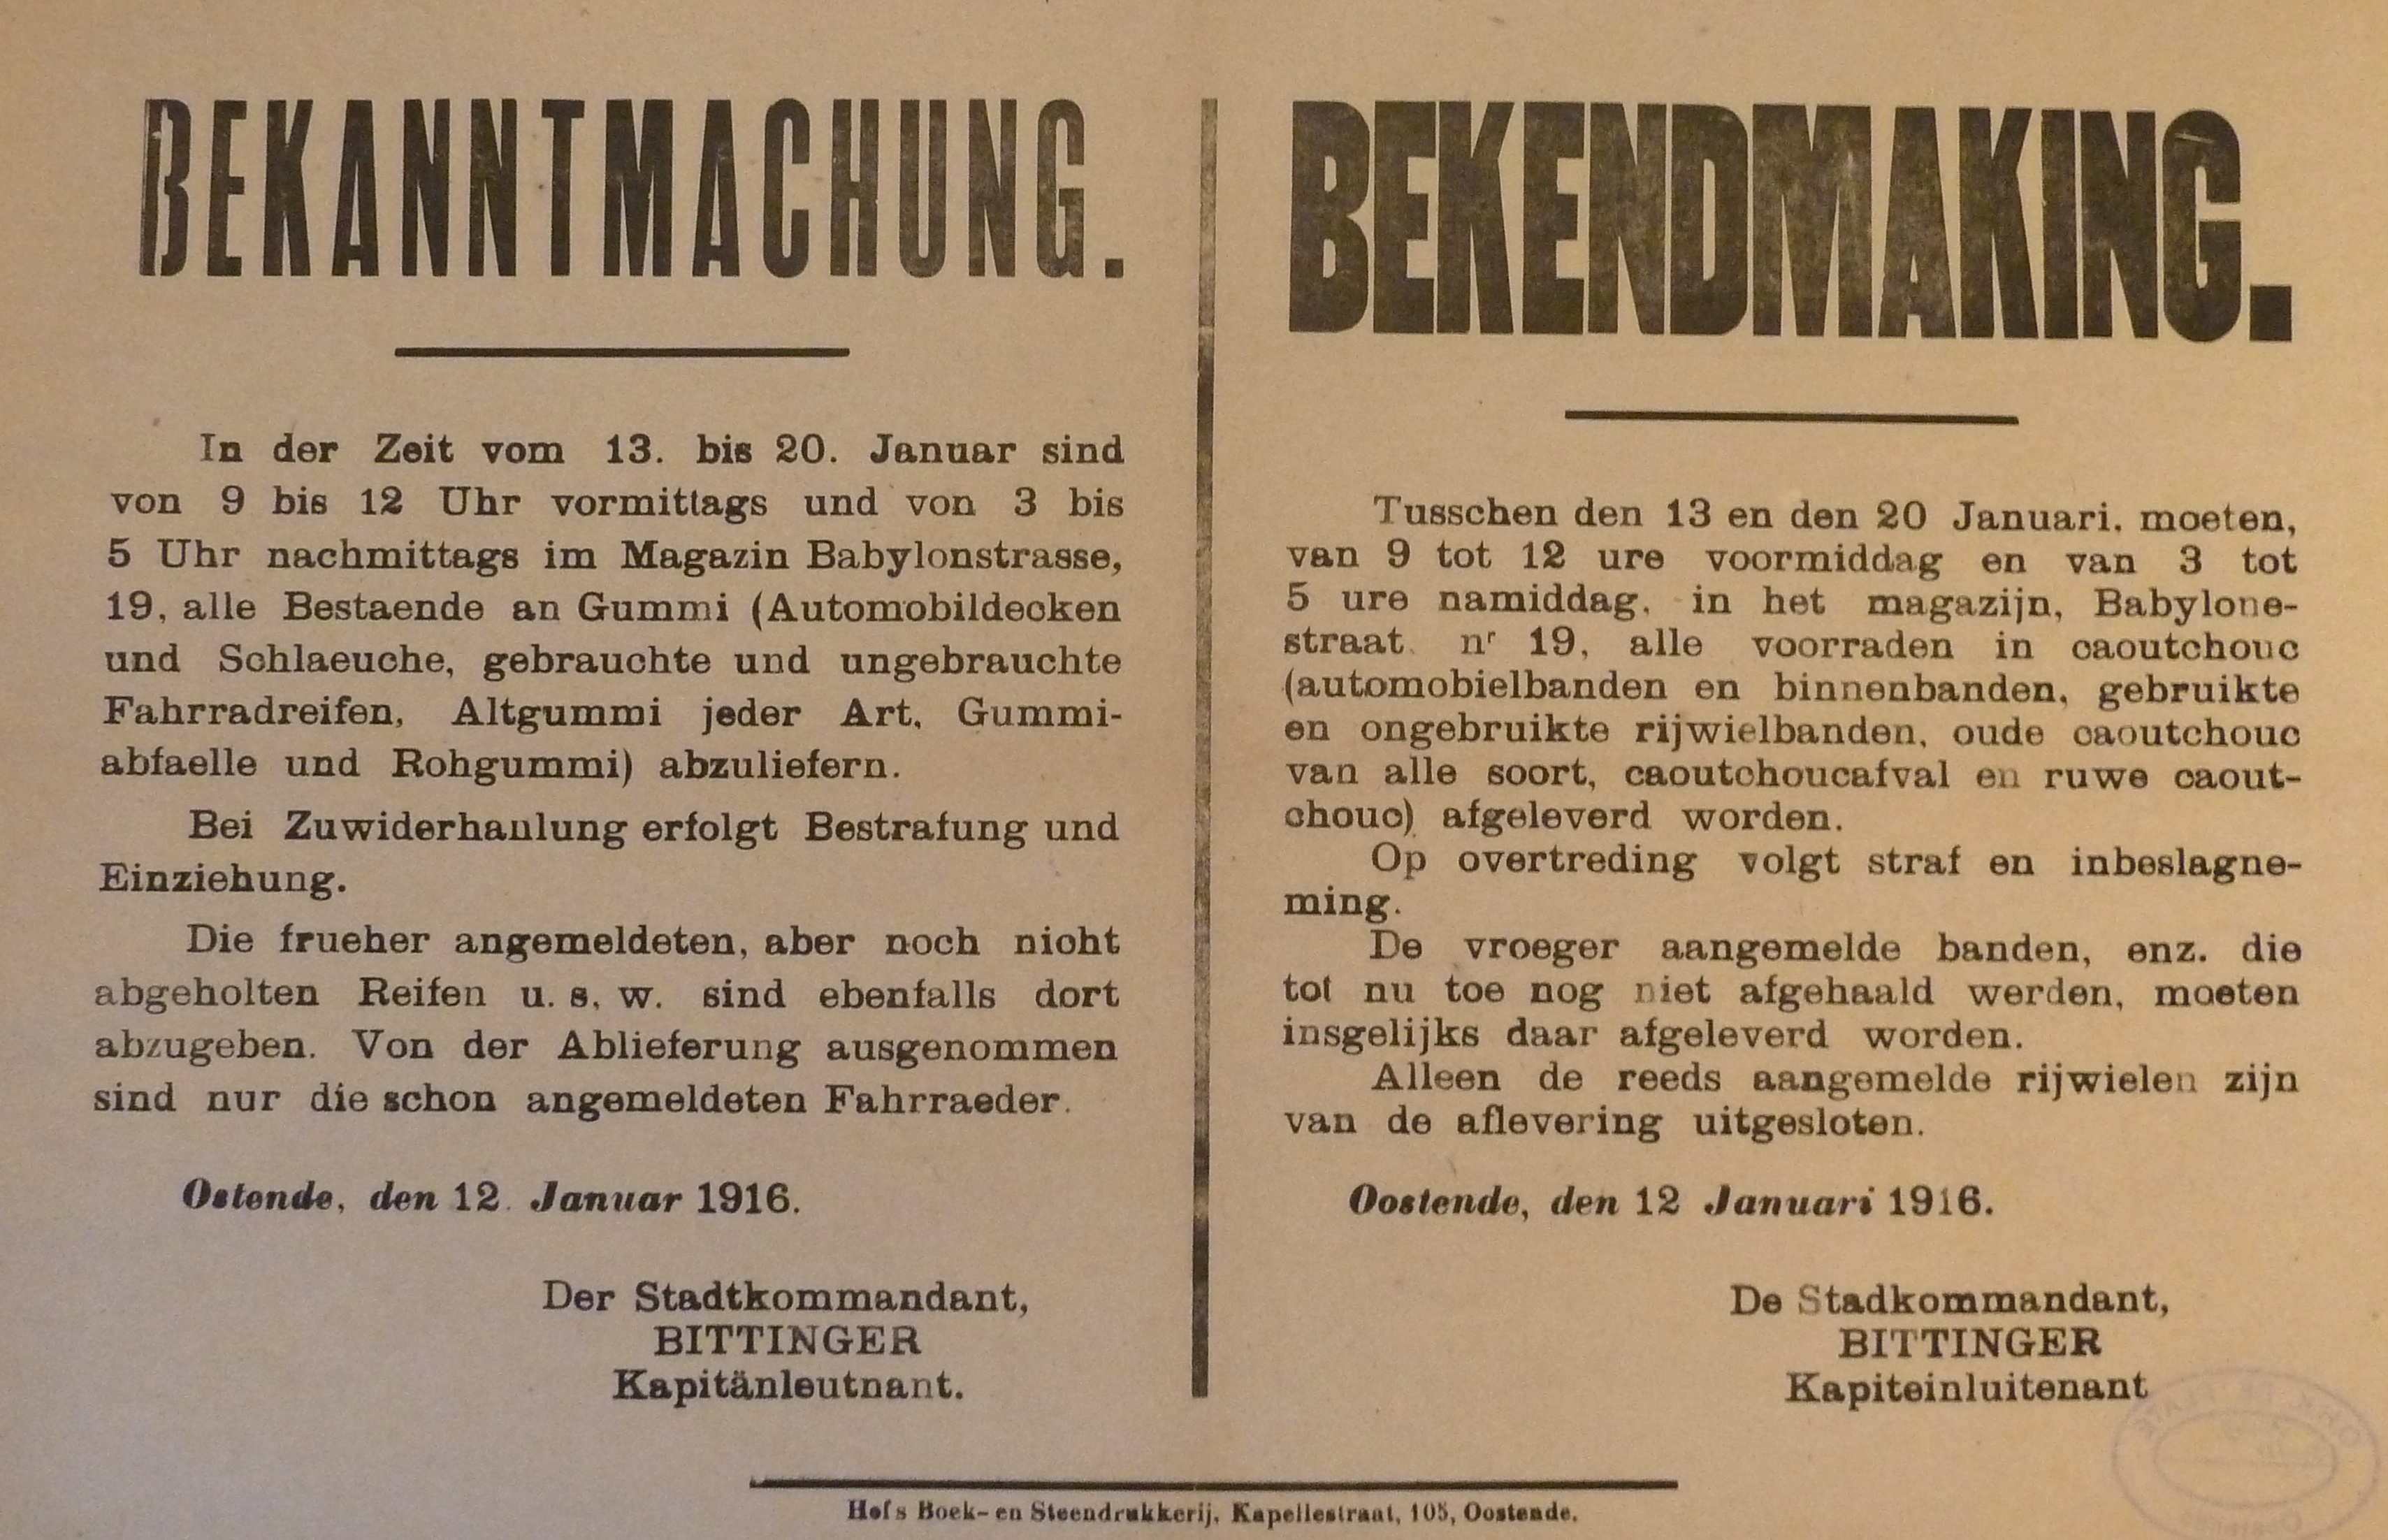 BEKANNTMACHUNG.
In der Zeit vom 13. bis 20. Januar sind
von 9 bis 12 Uhr vormittags und von 3 bis
5 Uhr nachmittags im Magazin Babylonstrasse,
19, alle Bestaende an Gummi (Automobildecken
und Schlaeuche, gebrauchte und ungebrauchte
Fahrradreifen, Altgummi jeder Art, Gummi-
abfaelle und Rohgummi) abzuliefern.
Bei Zuwiderhanlung erfolgt Bestrafung und
Einziehung.
Die frueher angemeldeten, aber noch nicht
abgeholten Reifen u. s. w. sind ebenfalls dort
abzugeben. Von der Ablieferung ausgenommen
sind nur die schon angemeldeten Fahrraeder.
Ostende, den 12. Januar 1916.
Der Stadtkommandant,
BITTINGER
Kapitänleutnant.
BEKENDMAKING.
Tusschen den 13 en den 20 Januari, moeten,
van 9 tot 12 ure voormiddag en van 3 tot
5 ure namiddag, in het magazijn, Babylone-
straat nʳ 19, alle voorraden in caoutchouc
(automobielbanden en binnenbanden, gebruikte
en ongebruikte rijwielbanden, oude caoutchouc
van alle soort, caoutchoucafval en ruwe caout-
chouc) afgeleverd worden.
Op overtreding volgt straf en inbeslagne-
ming.
De vroeger aangemelde banden, enz. die
tot nu toe nog niet afgehaald werden, moeten
insgelijks daar afgeleverd worden.
Alleen de reeds aangemelde rijwielen zijn
van de aflevering uitgesloten.
Oostende, den 12 Januari 1916.
De Stadkommandant,
BITTINGER
Kapiteinluitenant
Hofs Boek- en Steendrukkerij, Kapellestraat, 105, Oostende.